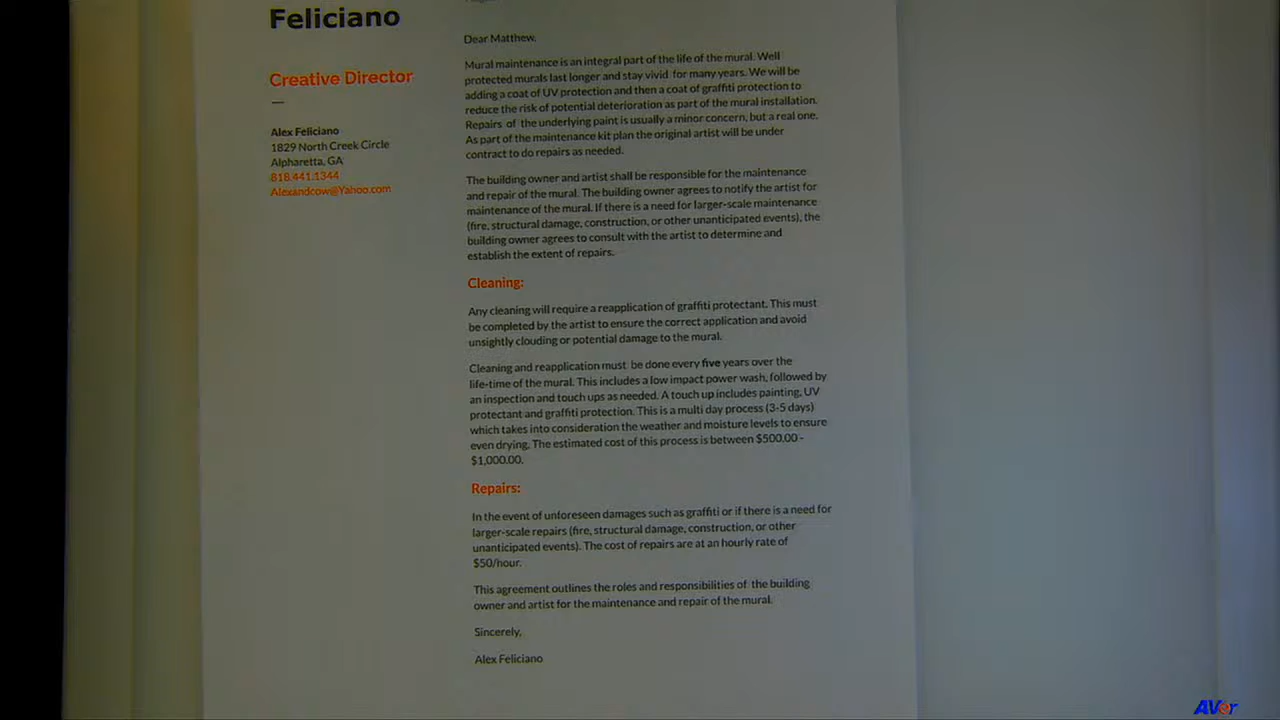 Feliciano
Creative Director
Alex Feliciano
1829 North Creek Circle
Alpharetta, GA
818.441.1344
Alexandcow@Yahoo.com
Dear Matthew,
Mural maintenance is an integral part of the life of the mural. Well
protected murals last longer and stay vivid for many years. We will be
adding a coat of UV protection and then a coat of graffiti protection to
reduce the risk of potential deterioration as part of the mural installation.
Repairs of the underlying paint is usually a minor concern, but a real one.
As part of the maintenance kit plan the original artist will be under
contract to do repairs as needed.
The building owner and artist shall be responsible for the maintenance
and repair of the mural. The building owner agrees to notify the artist for
maintenance of the mural. If there is a need for larger-scale maintenance
(fire, structural damage, construction, or other unanticipated events), the
building owner agrees to consult with the artist to determine and
establish the extent of repairs.
Cleaning:
Any cleaning will require a reapplication of graffiti protectant. This must
be completed by the artist to ensure the correct application and avoid
unsightly clouding or potential damage to the mural.
Cleaning and reapplication must be done every five years over the
life-time of the mural. This includes a low impact power wash, followed by
an inspection and touch ups as needed. A touch up includes painting, UV
protectant and graffiti protection. This is a multi day process (3-5 days)
which takes into consideration the weather and moisture levels to ensure
even drying. The estimated cost of this process is between $500.00 -
$1,000.00.
Repairs:
In the event of unforeseen damages such as graffiti or if there is a need for
larger-scale repairs (fire, structural damage, construction, or other
unanticipated events). The cost of repairs are at an hourly rate of
$50/hour.
This agreement outlines the roles and responsibilities of the building
owner and artist for the maintenance and repair of the mural.
Sincerely,
Alex Feliciano
AVer